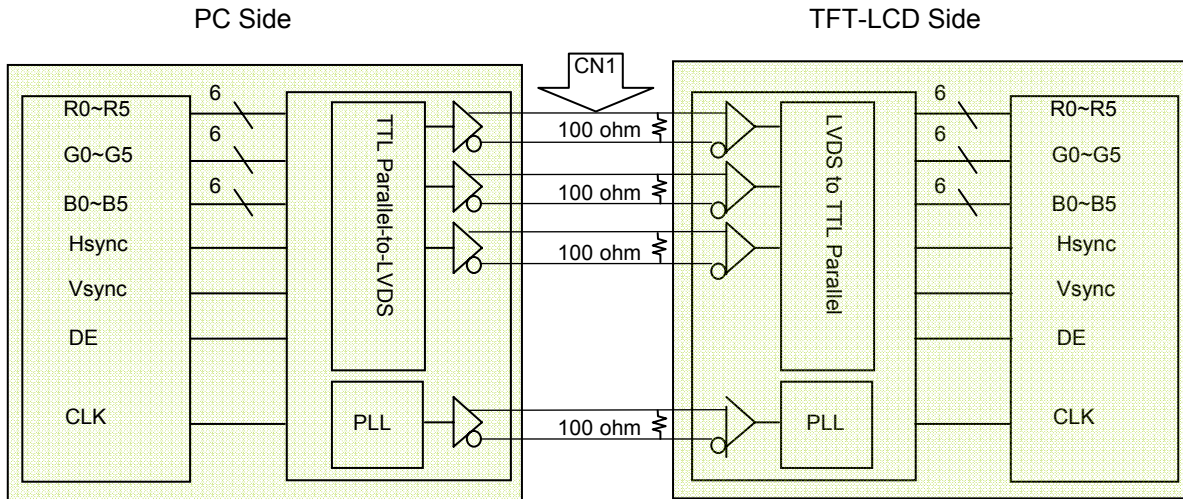 PC Side
TFT-LCD Side
CN1
R0~R5
6
G0~G5
6
B0~B5
6
Hsync
Vsync
DE
CLK
TTL Parallel-to-LVDS
PLL
100 ohm
100 ohm
100 ohm
100 ohm
LVDS to TTL Parallel
PLL
6
R0~R5
6
G0~G5
6
B0~B5
Hsync
Vsync
DE
CLK